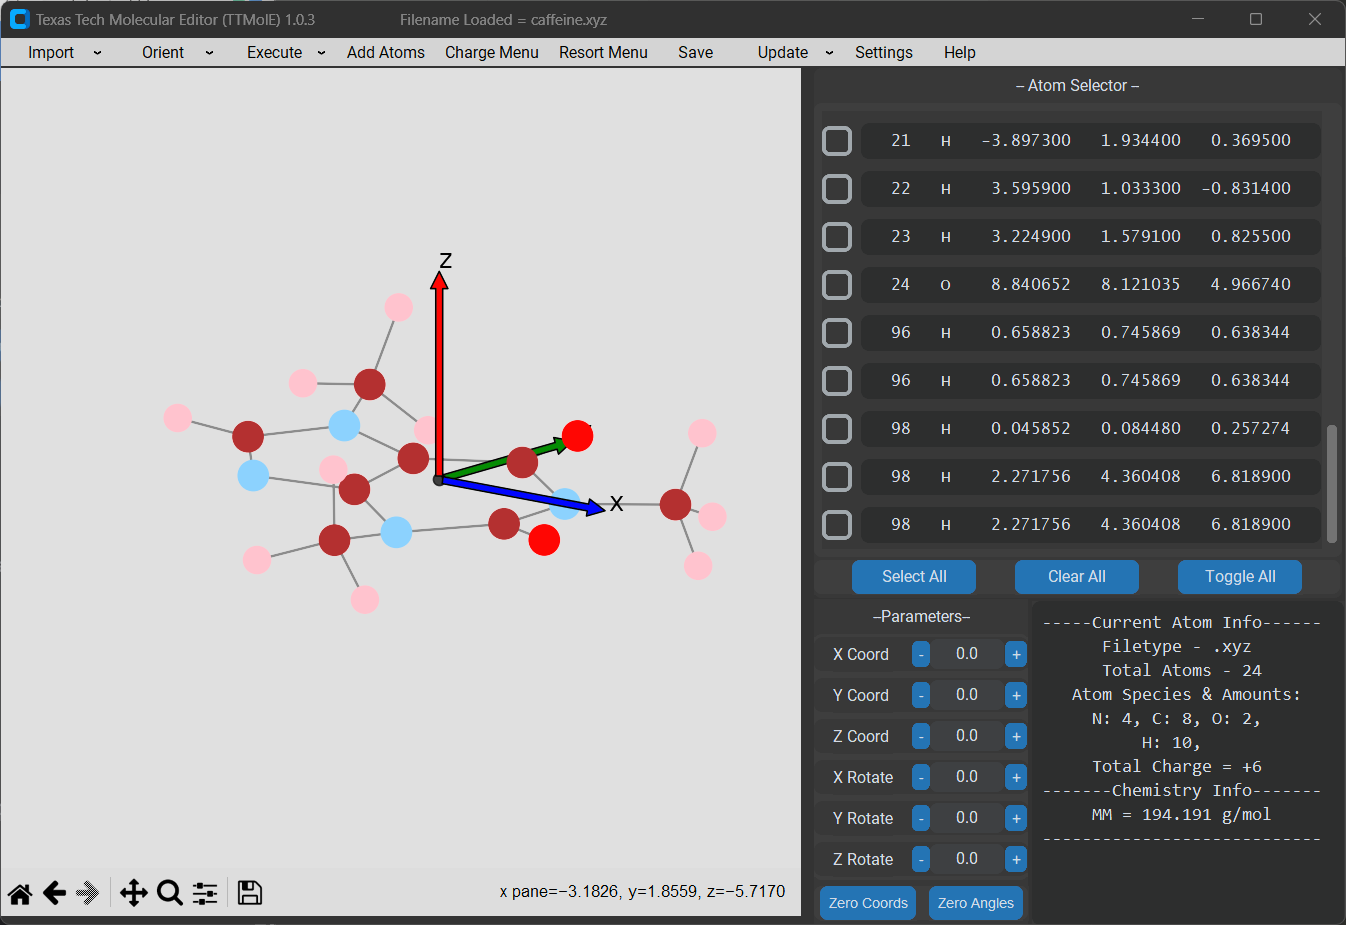 Texas Tech Molecular Editor (TTMolE) 1.0.3 Filename Loaded = caffeine.xyz
Import Orient Execute Add Atoms Charge Menu Resort Menu Save Update Settings Help
-- Atom Selector --
21 H −3.897300 1.934400 0.369500
22 H 3.595900 1.033300 −0.831400
23 H 3.224900 1.579100 0.825500
24 O 8.840652 8.121035 4.966740
96 H 0.658823 0.745869 0.638344
96 H 0.658823 0.745869 0.638344
98 H 0.045852 0.084480 0.257274
98 H 2.271756 4.360408 6.818900
98 H 2.271756 4.360408 6.818900
Z
X
Select All Clear All Toggle All
--Parameters--
X Coord - 0.0 +
Y Coord - 0.0 +
Z Coord - 0.0 +
X Rotate - 0.0 +
Y Rotate - 0.0 +
Z Rotate - 0.0 +
Zero Coords Zero Angles
-----Current Atom Info------
Filetype - .xyz
Total Atoms - 24
Atom Species & Amounts:
N: 4, C: 8, O: 2,
H: 10,
Total Charge = +6
-------Chemistry Info-------
MM = 194.191 g/mol
----------------------------
x pane=−3.1826, y=1.8559, z=−5.7170